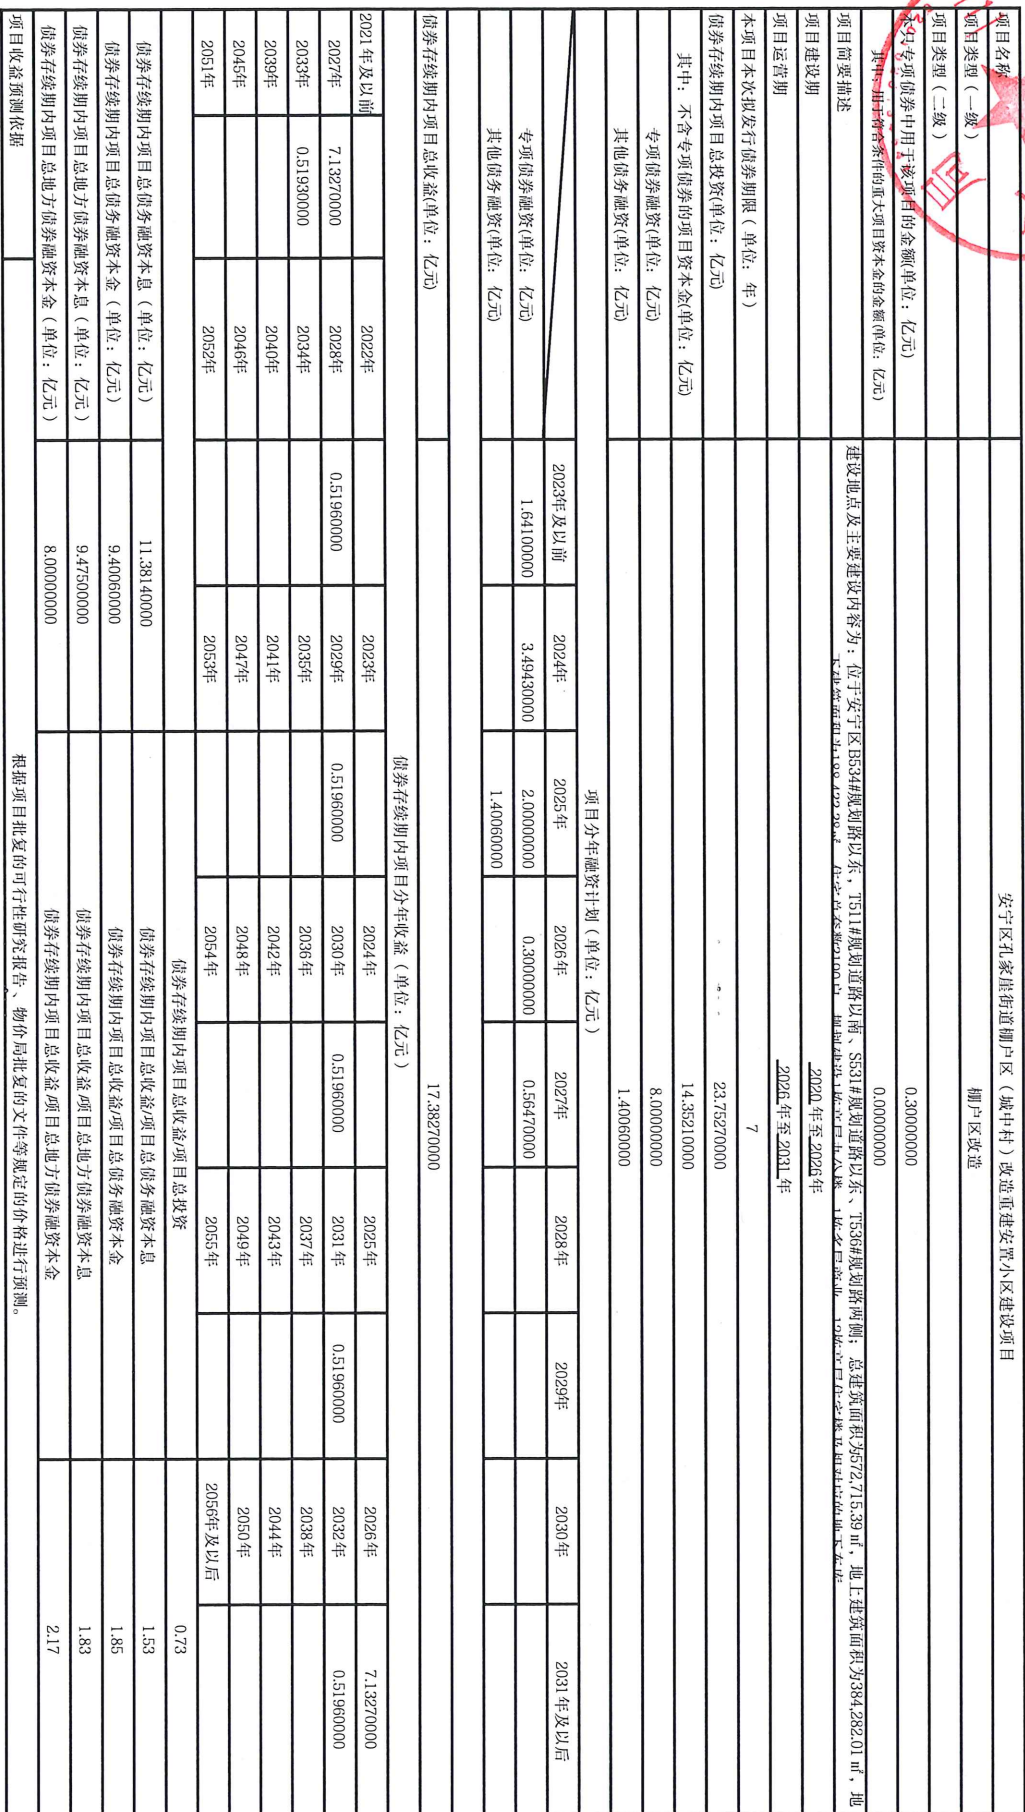 项目名称 安宁区孔家崖街道棚户区（城中村）改造重建安置小区建设项目
项目类型（一级） 棚户区改造
项目类型（二级）
专项债券中用于该项目的金额(单位：亿元) 0.30000000
其中：用于符合条件的重大项目资本金的金额(单位：亿元) 0.00000000
项目简要描述 建设地点及主要建设内容为：位于安宁区B534#规划路以东，T511#规划道路以南、S531#规划道路以东、T536#规划路两侧；总建筑面积为572,715.39㎡，地上建筑面积为384,282.01㎡，地
项目建设期 2020 年至 2026年
项目运营期 2026 年至 2031 年
本项目本次拟发行债券期限（单位：年） 7
债券存续期内项目总投资(单位：亿元) 23.75270000
其中：不含专项债券的项目资本金(单位：亿元) 14.35210000
专项债券融资(单位：亿元) 8.00000000
其他债务融资(单位：亿元) 1.40060000
项目分年融资计划（单位：亿元）
2023年及以前 2024年 2025年 2026年 2027年 2028年 2029年 2030年 2031年及以后
专项债券融资(单位：亿元) 1.64100000 3.49430000 2.00000000 0.30000000 0.56470000
其他债务融资(单位：亿元) 1.40060000
债券存续期内项目总收益(单位：亿元) 17.38270000
债券存续期内项目分年收益（单位：亿元）
2021年及以前 2022年 2023年 2024年 2025年 2026年 7.13270000
2027年 7.13270000 2028年 0.51960000 2029年 0.51960000 2030年 0.51960000 2031年 0.51960000 2032年 0.51960000
2033年 0.51930000 2034年 2035年 2036年 2037年 2038年
2039年 2040年 2041年 2042年 2043年 2044年
2045年 2046年 2047年 2048年 2049年 2050年
2051年 2052年 2053年 2054年 2055年 2056年及以后
债券存续期内项目总收益/项目总投资 0.73
债券存续期内项目总债务融资本息（单位：亿元） 11.38140000 债券存续期内项目总收益/项目总债务融资本息 1.53
债券存续期内项目总债务融资本金（单位：亿元） 9.40060000 债券存续期内项目总收益/项目总债务融资本金 1.85
债券存续期内项目总地方债券融资本息（单位：亿元） 9.47500000 债券存续期内项目总收益/项目总地方债券融资本息 1.83
债券存续期内项目总地方债券融资本金（单位：亿元） 8.00000000 债券存续期内项目总收益/项目总地方债券融资本金 2.17
项目收益预测依据 根据项目批复的可行性研究报告、物价局批复的文件等规定的价格进行预测。